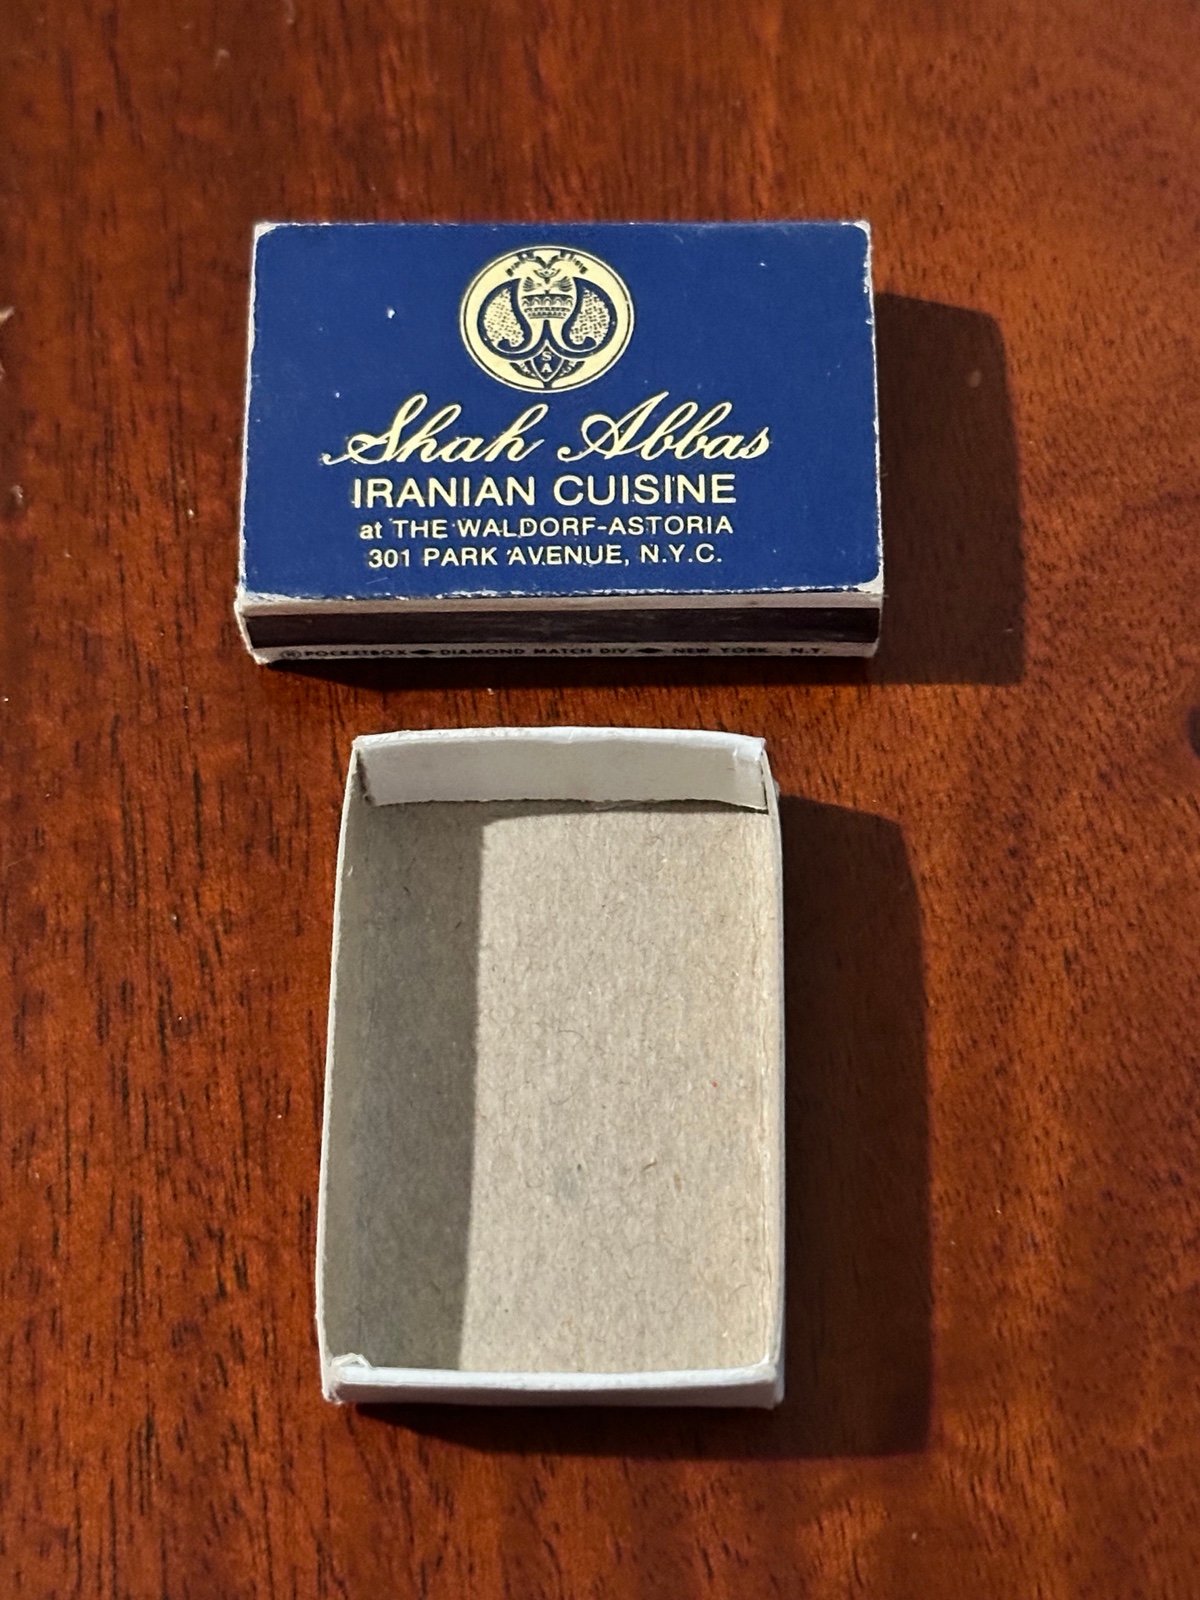 S
A
Shah Abbas
IRANIAN CUISINE
at THE WALDORF-ASTORIA
301 PARK AVENUE, N.Y.C.
® POCKETBOX ◆ DIAMOND MATCH DIV. ◆ NEW YORK, N.Y.